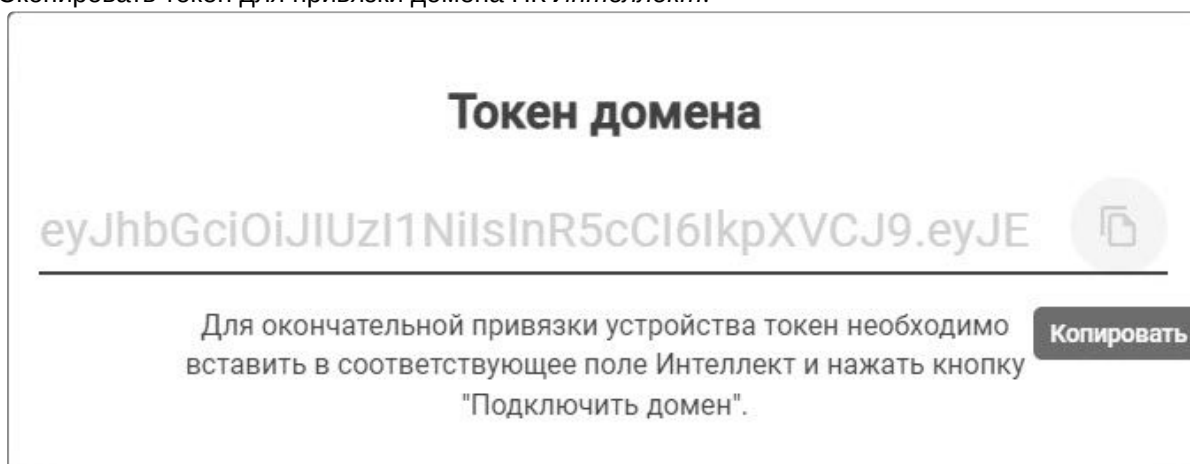 Скопировать токен для привязки домена ПК Интеллект.
Токен домена
eyJhbGciOiJIUzI1NiIsInR5cCI6IkpXVCJ9.eyJE
Для окончательной привязки устройства токен необходимо
Копировать
вставить в соответствующее поле Интеллект и нажать кнопку
"Подключить домен".